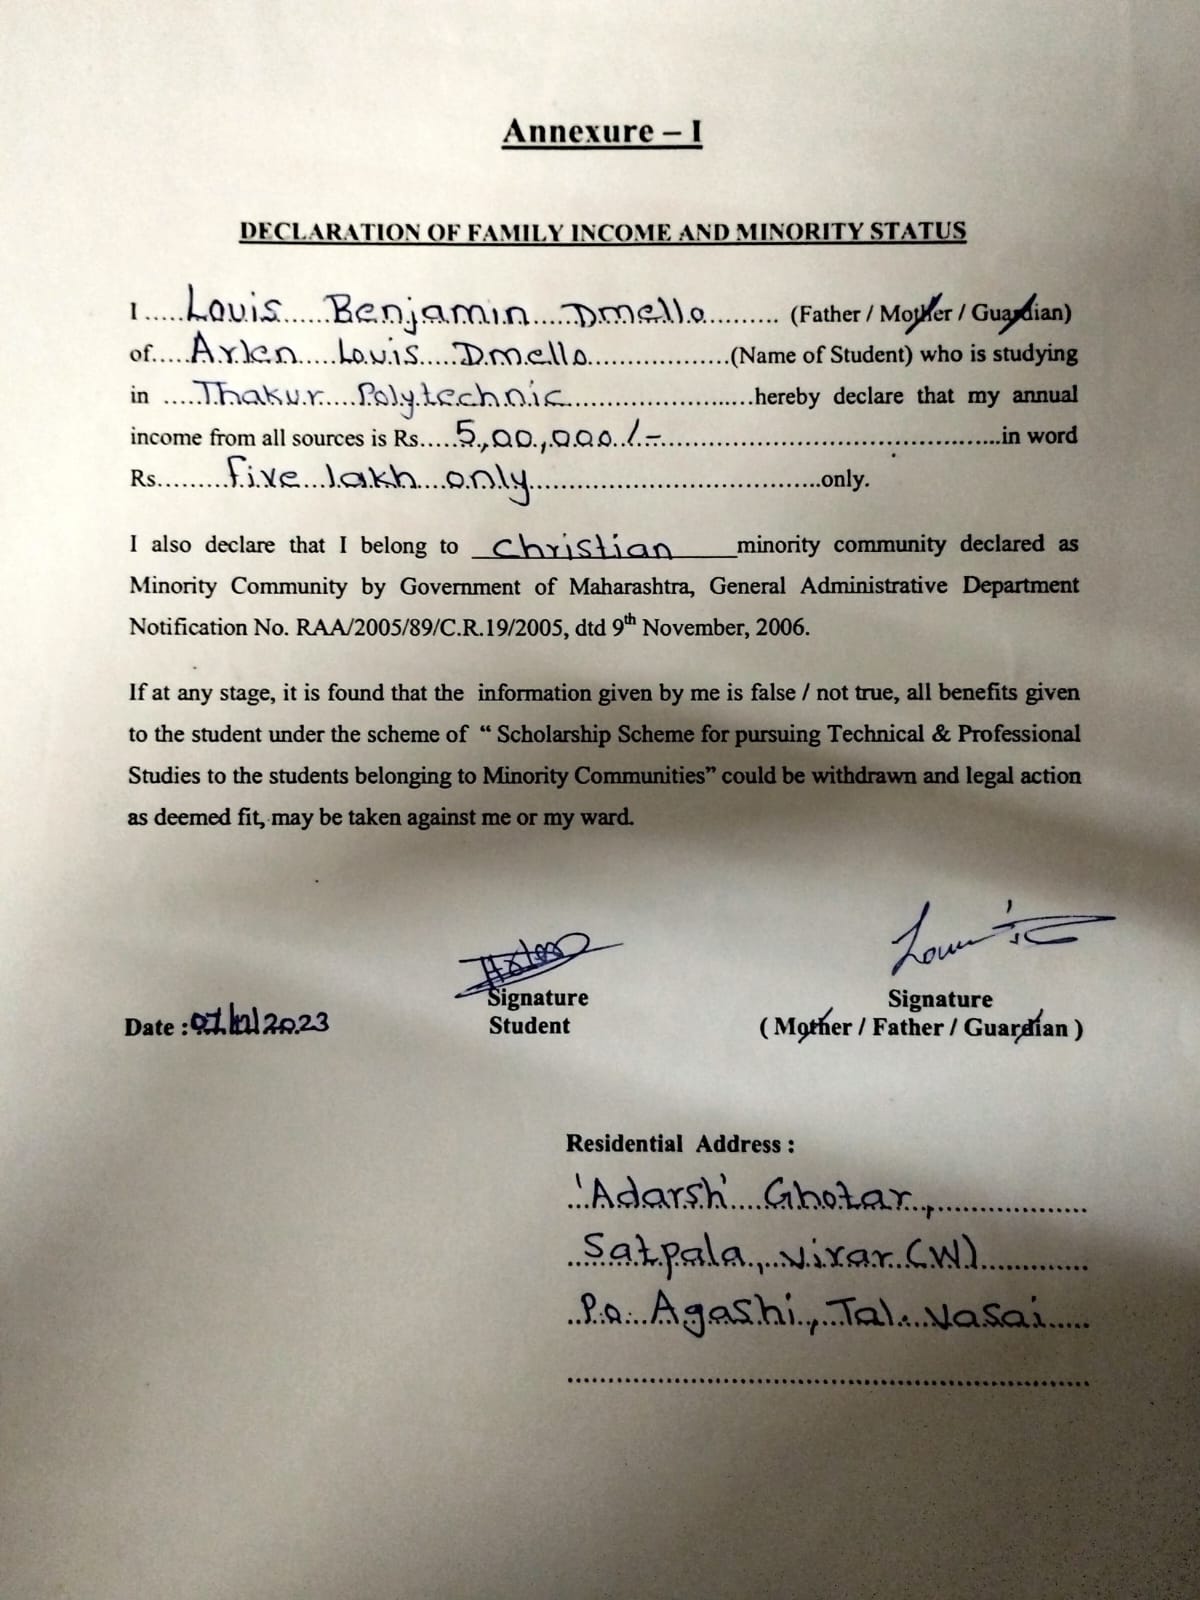 Annexure – I
DECLARATION OF FAMILY INCOME AND MINORITY STATUS
I.....Louis......Benjamin.....Dmello.......... (Father / Mother / Guardian)
of.....Arlen.....Louis.....Dmello.................(Name of Student) who is studying
in .....Thakur....Polytechnic........................hereby declare that my annual
income from all sources is Rs.....5,00,000/-...........................................in word
Rs.........five...lakh...only......................................only.
I also declare that I belong to __Christian____minority community declared as
Minority Community by Government of Maharashtra, General Administrative Department
Notification No. RAA/2005/89/C.R.19/2005, dtd 9th November, 2006.
If at any stage, it is found that the information given by me is false / not true, all benefits given
to the student under the scheme of “ Scholarship Scheme for pursuing Technical & Professional
Studies to the students belonging to Minority Communities” could be withdrawn and legal action
as deemed fit, may be taken against me or my ward.
Signature Signature
Date : 2023 Student ( Mother / Father / Guardian )
Residential Address :
'Adarsh' Ghotar,
Satpala, Virar (W)
P.o. Agashi, Tal. Vasai